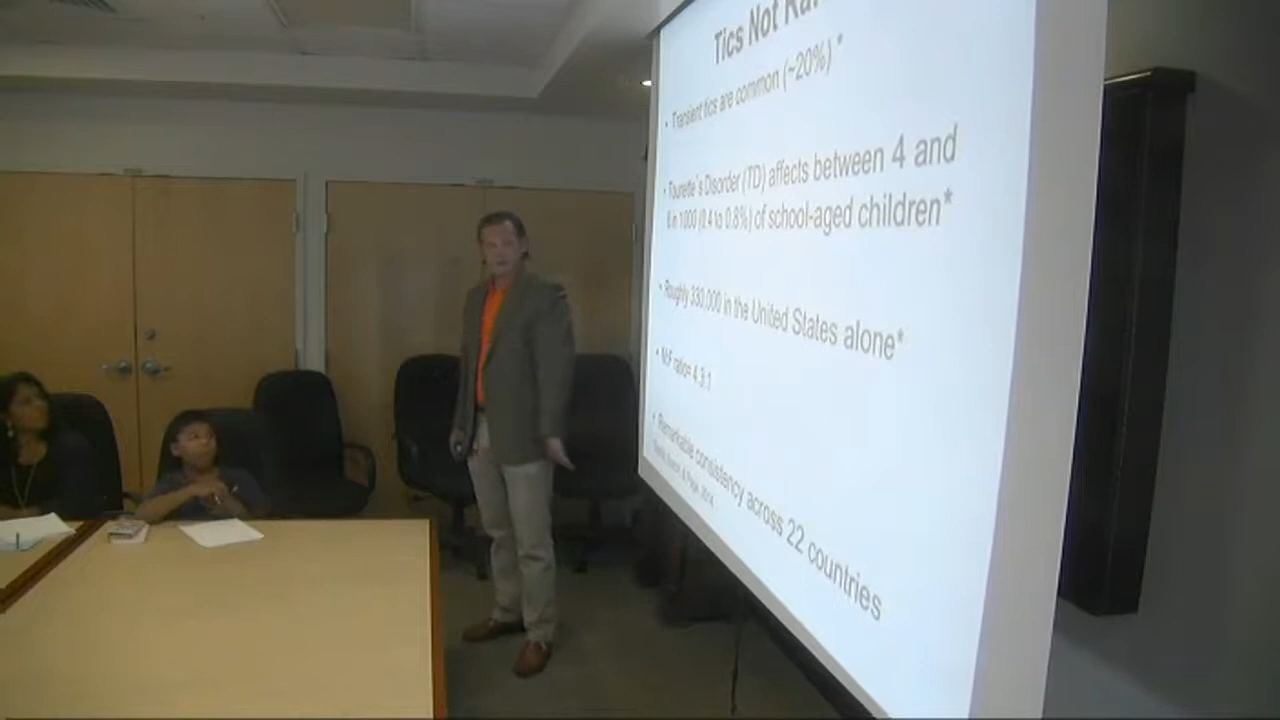 Tics Not
• Transient tics are common (~20%) *
• Tourette's Disorder (TD) affects between 4 and
8 in 1000 (0.4 to 0.8%) of school-aged children*
• Roughly 330,000 in the United States alone*
• M:F ratio= 4.3:1
• Remarkable consistency across 22 countries
2014